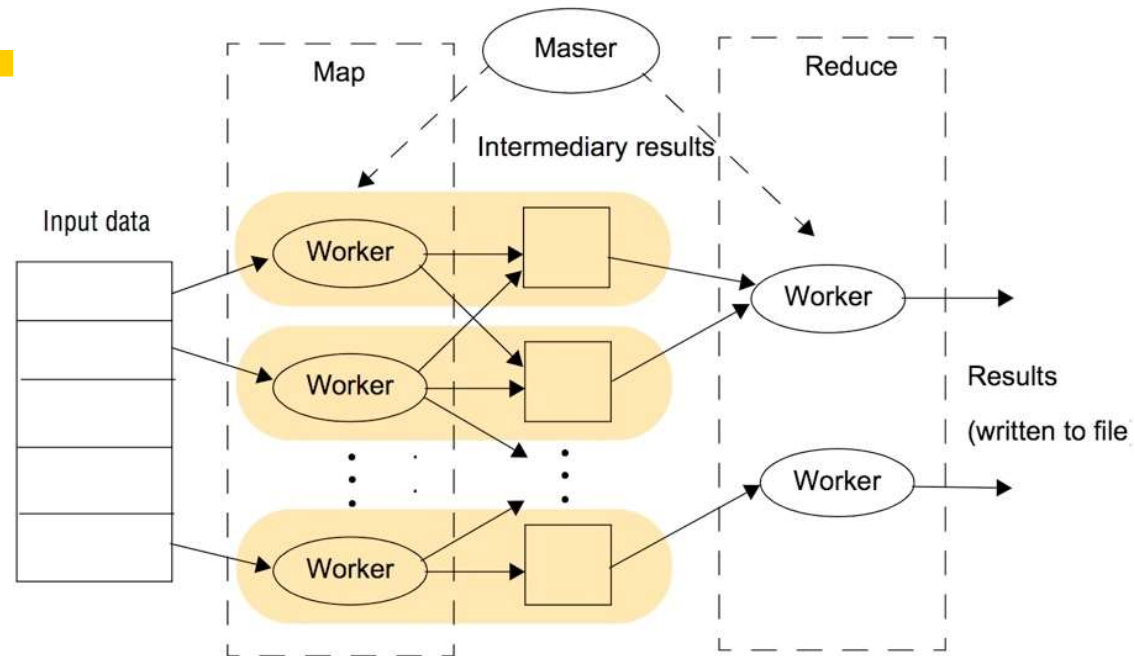 Master
Map
Reduce
Intermediary results
Input data
Worker
Worker
Worker
Worker
Worker
Results
(written to file